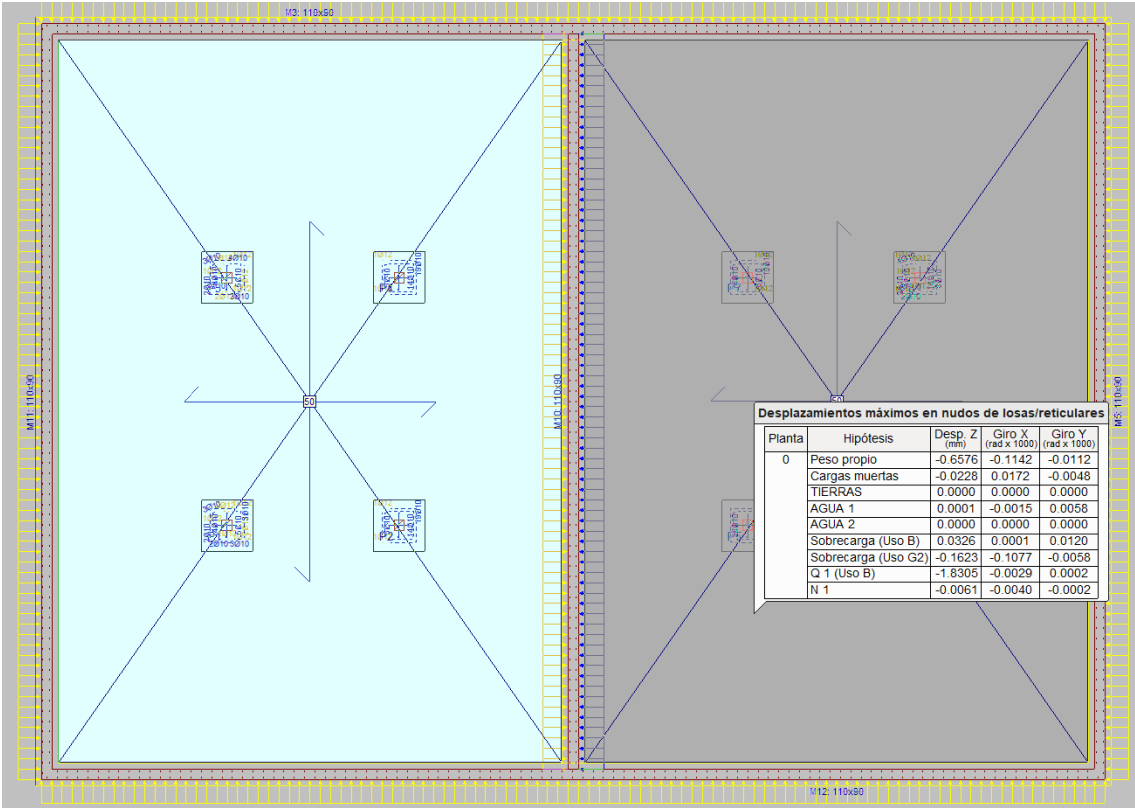 M3: 110x90
M11: 110x90
M10: 110x90
M5: 110x90
50
50
P2
Desplazamientos máximos en nudos de losas/reticulares
Planta Hipótesis Desp. Z (mm) Giro X (rad x 1000) Giro Y (rad x 1000)
0 Peso propio -0.6576 -0.1142 -0.0112
Cargas muertas -0.0228 0.0172 -0.0048
TIERRAS 0.0000 0.0000 0.0000
AGUA 1 0.0001 -0.0015 0.0058
AGUA 2 0.0000 0.0000 0.0000
Sobrecarga (Uso B) 0.0326 0.0001 0.0120
Sobrecarga (Uso G2) -0.1623 -0.1077 -0.0058
Q 1 (Uso B) -1.8305 -0.0029 0.0002
N 1 -0.0061 -0.0040 -0.0002
M12: 110x90